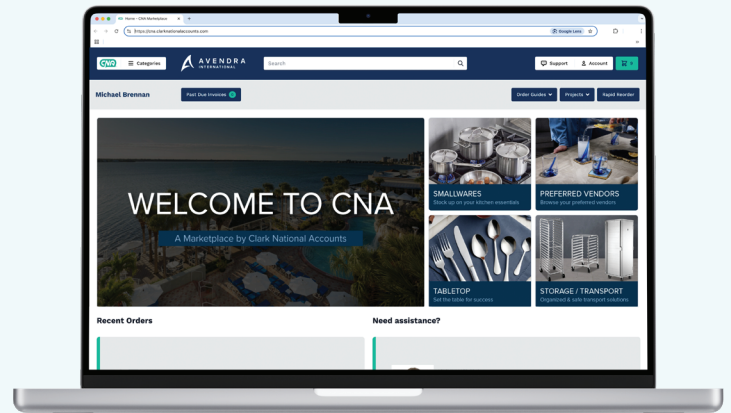 Home - CNA Marketplace
https://cna.clarknationalaccounts.com
Google Lens
CNA
Categories
AVENDRA
INTERNATIONAL
Search
Support
Account
0
Michael Brennan
Past Due Invoices
Order Guides
Projects
Rapid Reorder
WELCOME TO CNA
A Marketplace by Clark National Accounts
SMALLWARES
Stock up on your kitchen essentials
PREFERRED VENDORS
Browse your preferred vendors
TABLETOP
Set the table for success
STORAGE / TRANSPORT
Organized & safe transport solutions
Recent Orders
Need assistance?